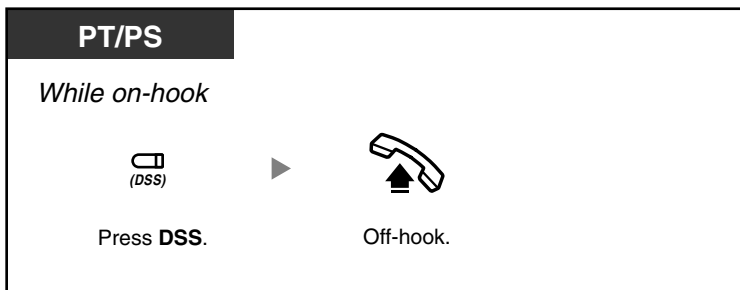 PT/PS
While on-hook
(DSS)
Press DSS.
Off-hook.